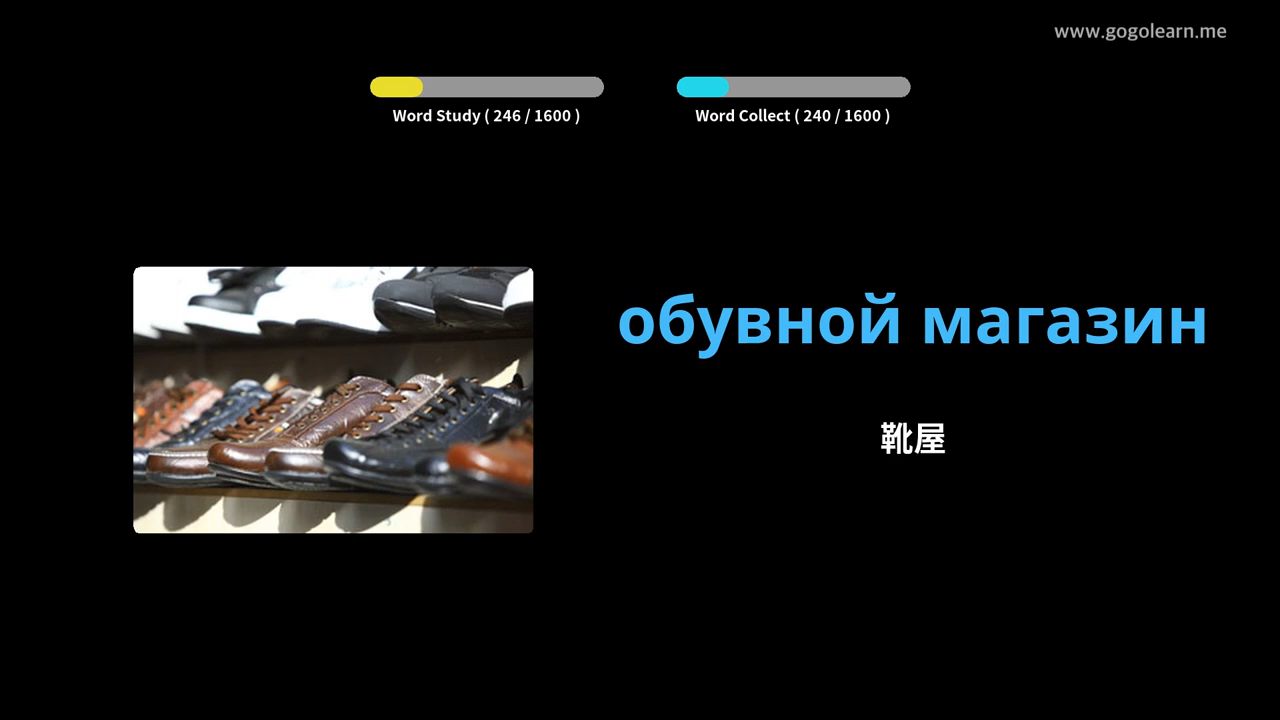 www.gogolearn.me
Word Study ( 246 / 1600 )
Word Collect ( 240 / 1600 )
обувной магазин
靴屋